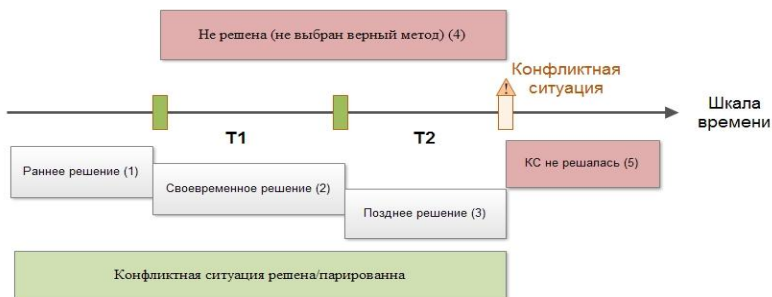 Не решена (не выбран верный метод) (4)
Конфликтная
ситуация
!
Шкала
времени
T1
T2
Раннее решение (1)
Своевременное решение (2)
Позднее решение (3)
КС не решалась (5)
Конфликтная ситуация решена/парированна